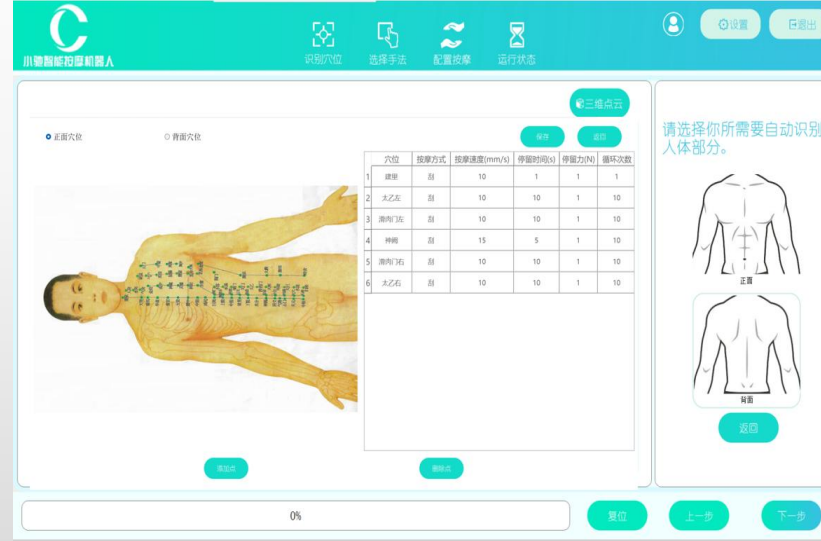 小驰智能按摩机器人
识别穴位 选择手法 配置按摩 运行状态
设置 退出
三维点云
正面穴位 背面穴位 保存 返回
穴位 按摩方式 按摩速度(mm/s) 停留时间(s) 停留力(N) 循环次数
1 建里 刮 10 1 1 1
2 太乙左 刮 10 10 1 10
3 滑肉门左 刮 10 10 1 10
4 神阙 刮 15 5 1 10
5 滑肉门右 刮 10 10 1 10
6 太乙右 刮 10 10 1 10
添加点 删除点
请选择你所需要自动识别
人体部分。
正面
背面
返回
0% 复位 上一步 下一步